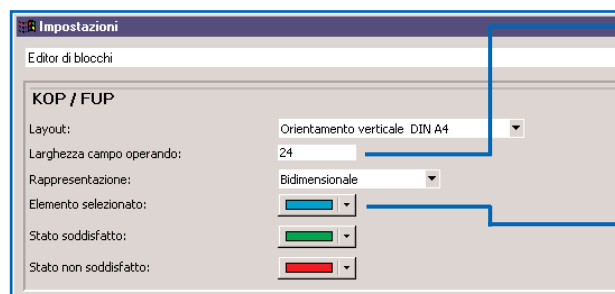 Impostazioni
Editor di blocchi
KOP / FUP
Layout: Orientamento verticale DIN A4
Larghezza campo operando: 24
Rappresentazione: Bidimensionale
Elemento selezionato:
Stato soddisfatto:
Stato non soddisfatto: